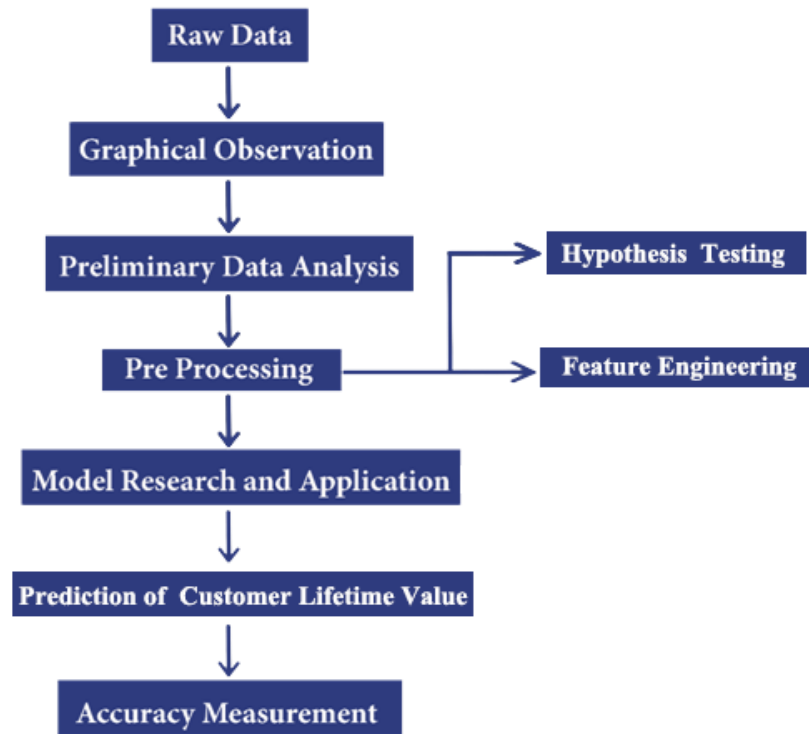 Raw Data
Graphical Observation
Preliminary Data Analysis
Hypothesis Testing
Pre Processing
Feature Engineering
Model Research and Application
Prediction of Customer Lifetime Value
Accuracy Measurement